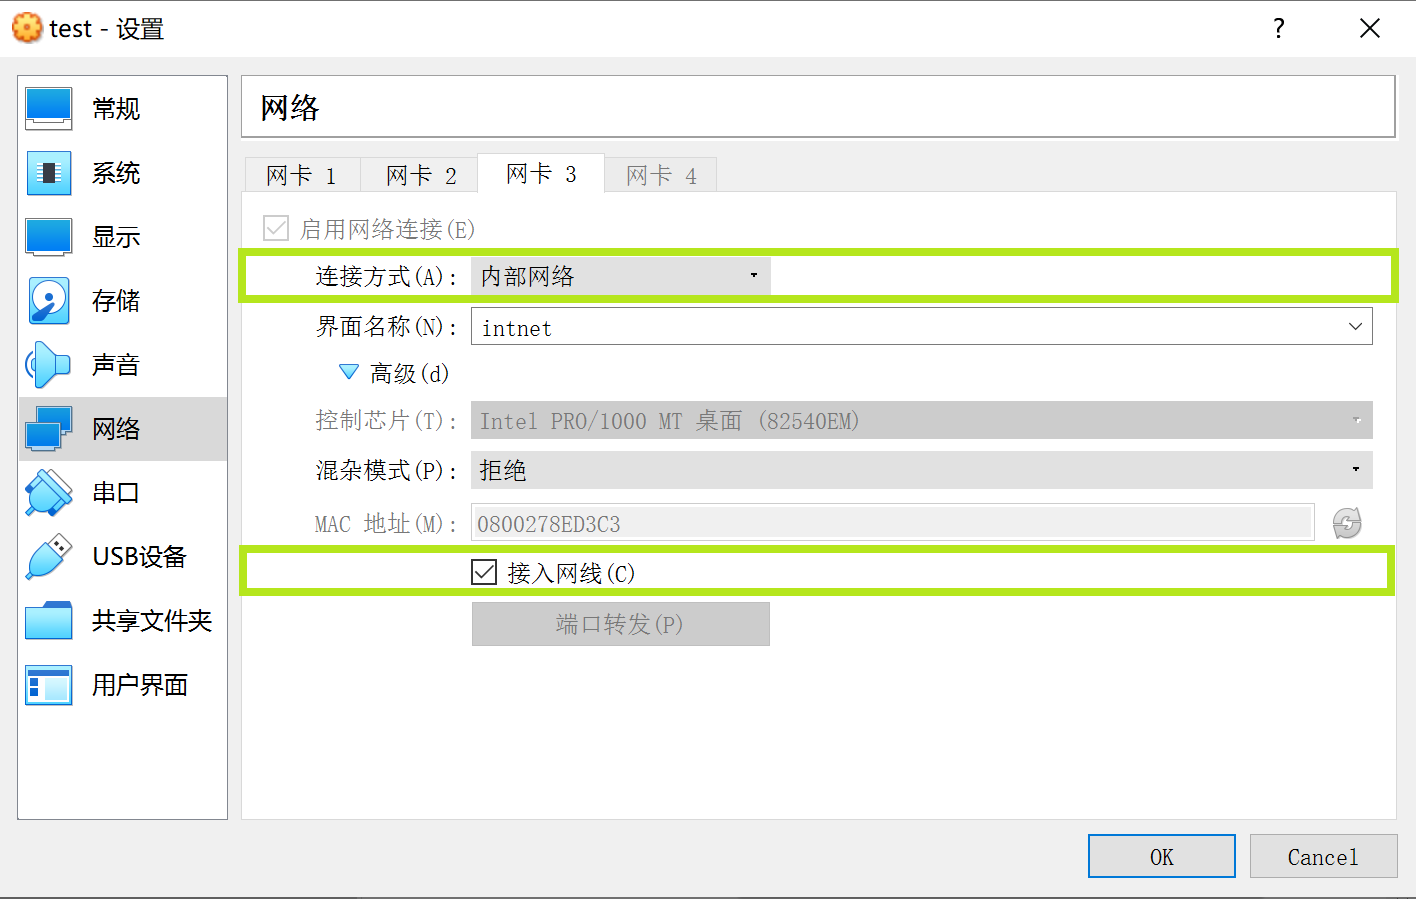 test - 设置
?
常规
系统
显示
存储
声音
网络
串口
USB设备
共享文件夹
用户界面
网络
网卡 1 网卡 2 网卡 3 网卡 4
启用网络连接(E)
连接方式(A): 内部网络
界面名称(N): intnet
高级(d)
控制芯片(T): Intel PRO/1000 MT 桌面 (82540EM)
混杂模式(P): 拒绝
MAC 地址(M): 0800278ED3C3
接入网线(C)
端口转发(P)
OK Cancel